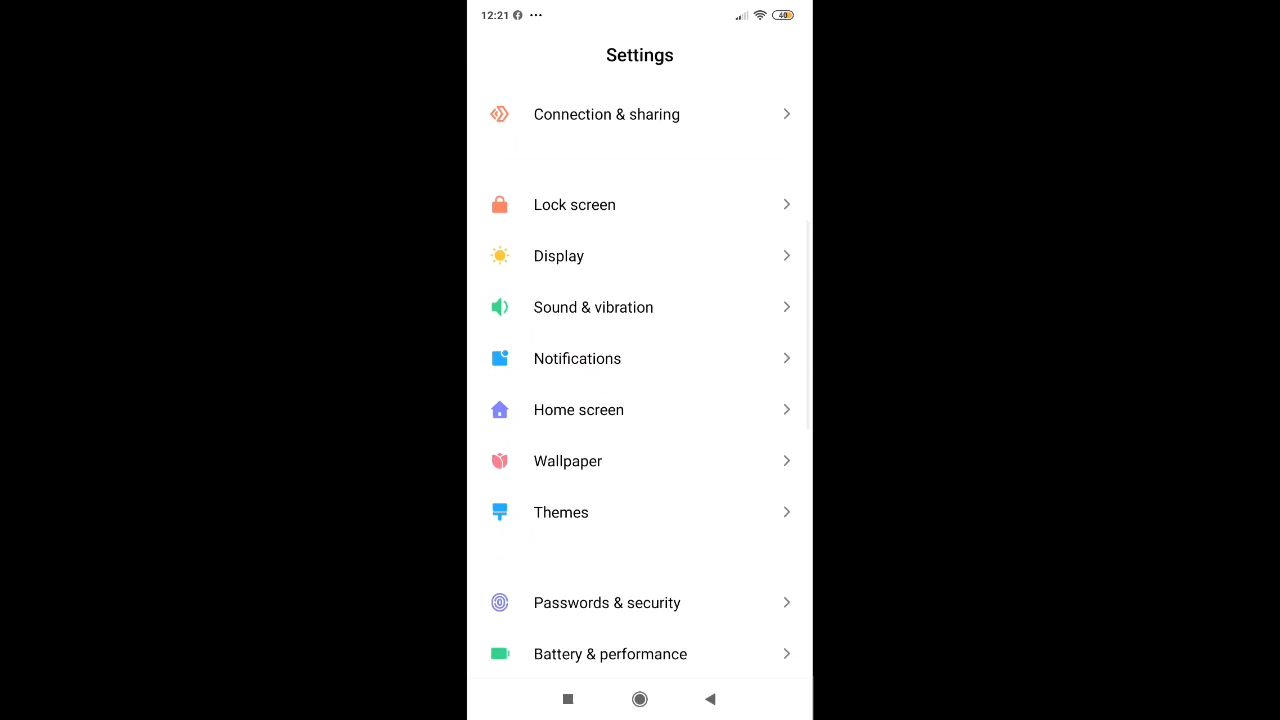 12:21
40
Settings
Connection & sharing
Lock screen
Display
Sound & vibration
Notifications
Home screen
Wallpaper
Themes
Passwords & security
Battery & performance